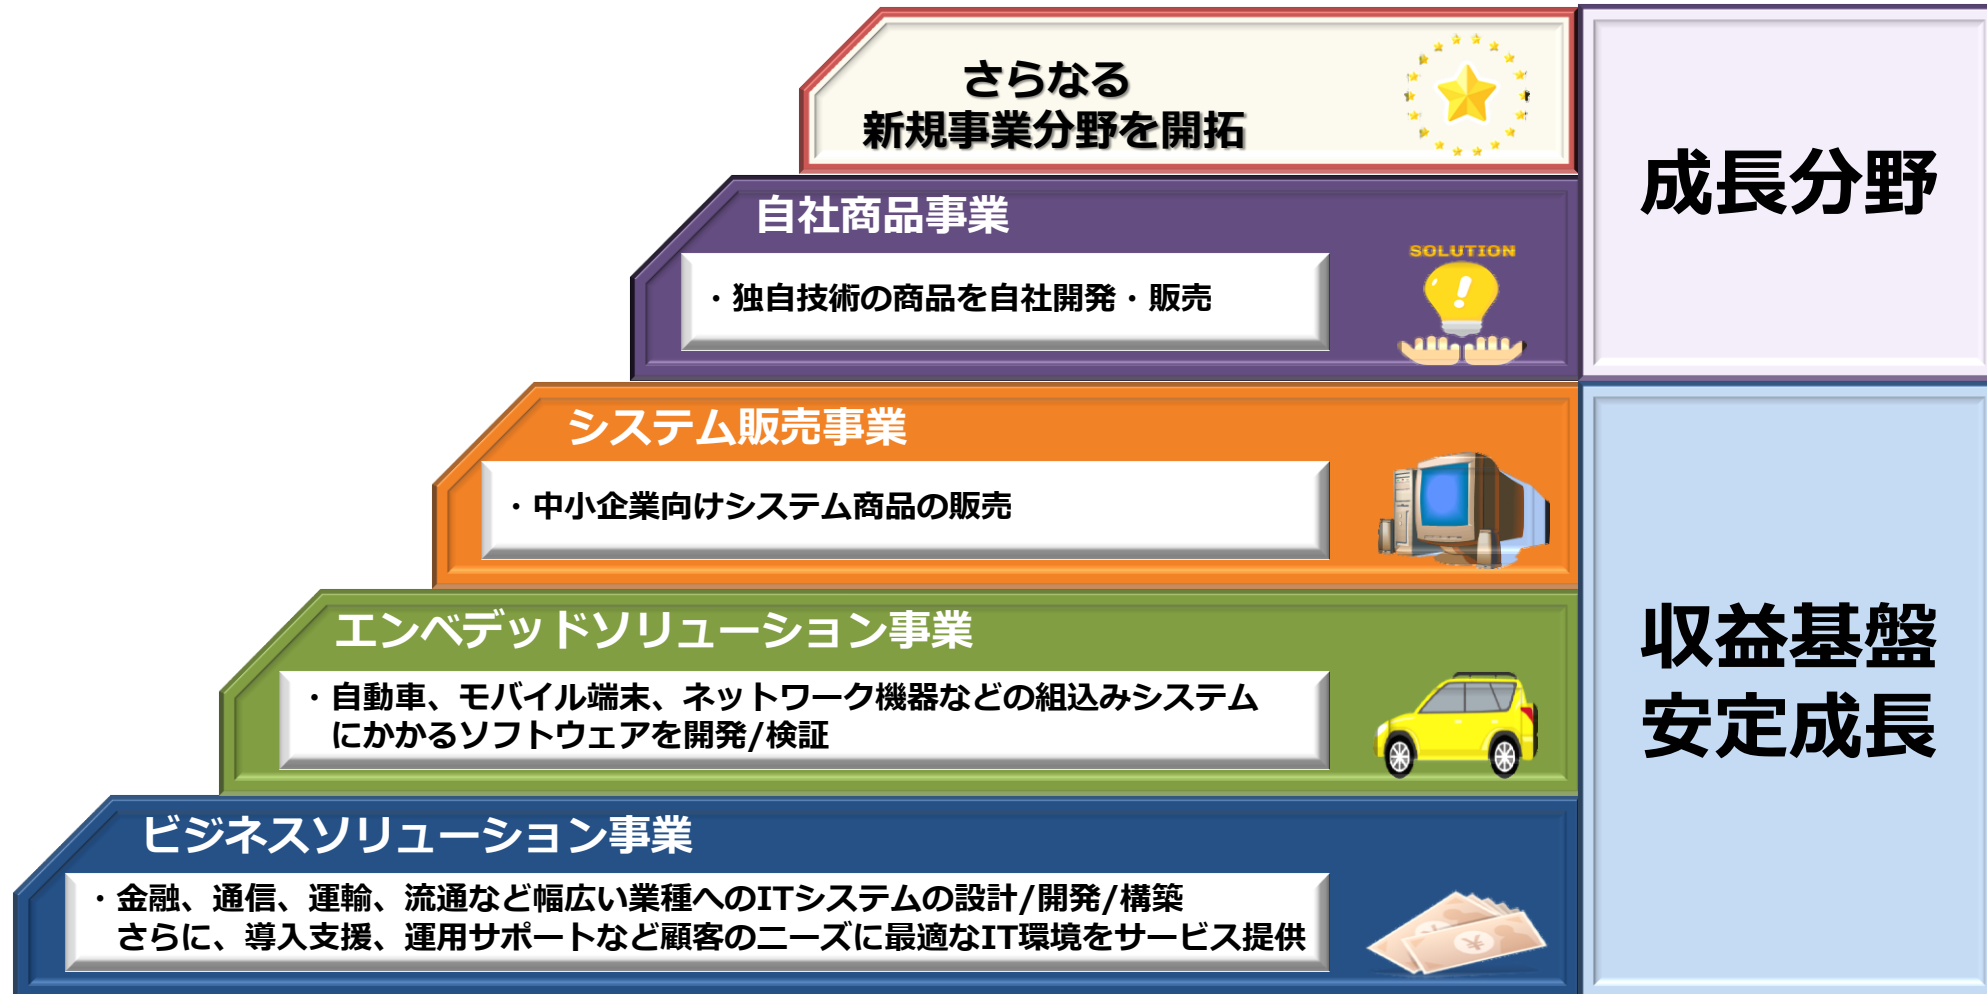 さらなる
新規事業分野を開拓
成長分野
自社商品事業
SOLUTION
・独自技術の商品を自社開発・販売
システム販売事業
・中小企業向けシステム商品の販売
収益基盤
安定成長
エンベデッドソリューション事業
・自動車、モバイル端末、ネットワーク機器などの組込みシステム
にかかるソフトウェアを開発/検証
ビジネスソリューション事業
・金融、通信、運輸、流通など幅広い業種へのITシステムの設計/開発/構築
さらに、導入支援、運用サポートなど顧客のニーズに最適なIT環境をサービス提供
¥